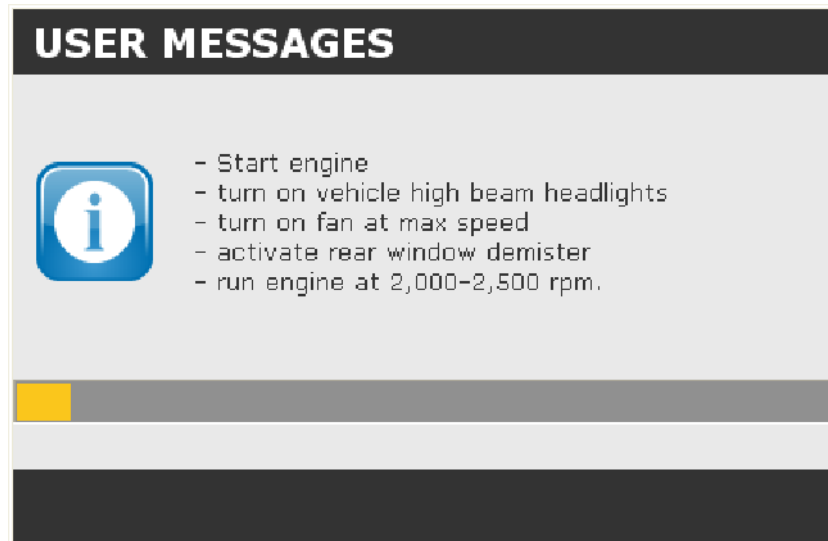 USER MESSAGES
- Start engine
- turn on vehicle high beam headlights
- turn on fan at max speed
- activate rear window demister
- run engine at 2,000-2,500 rpm.